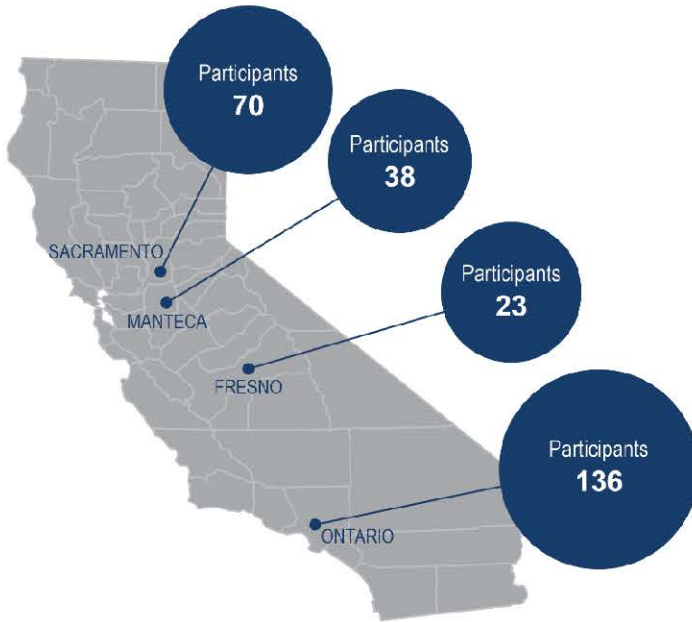 Participants
70
Participants
38
SACRAMENTO
Participants
23
MANTECA
FRESNO
Participants
136
ONTARIO